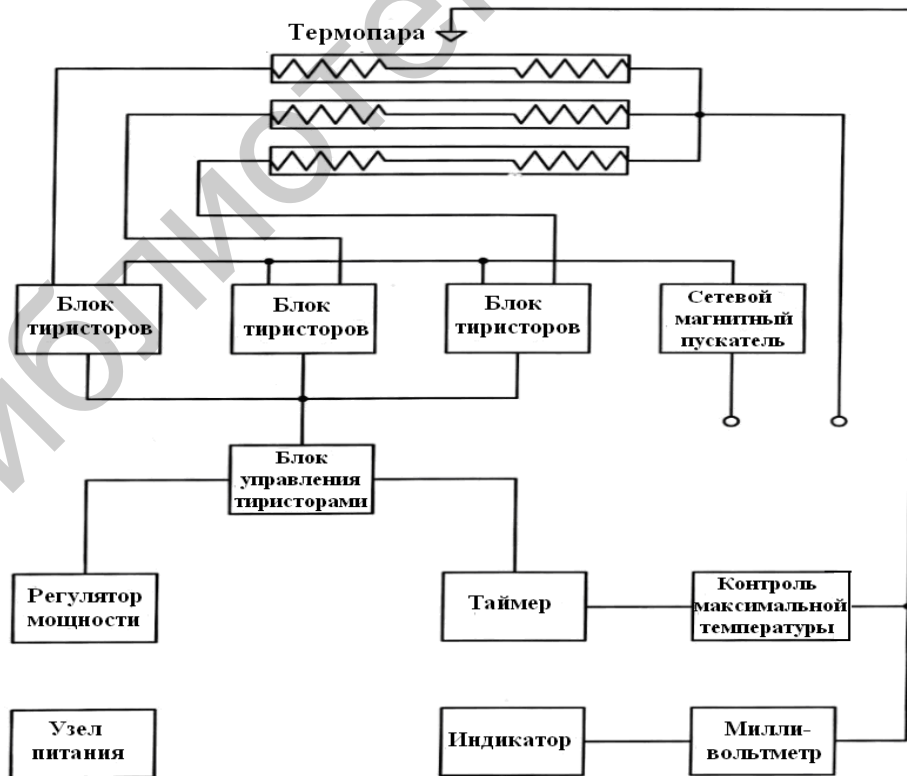 Термопара
Блок
тиристоров
Блок
тиристоров
Блок
тиристоров
Сетевой
магнитный
пускатель
Блок
управления
тиристорами
Регулятор
мощности
Таймер
Контроль
максимальной
температуры
Узел
питания
Индикатор
Милли-
вольтметр